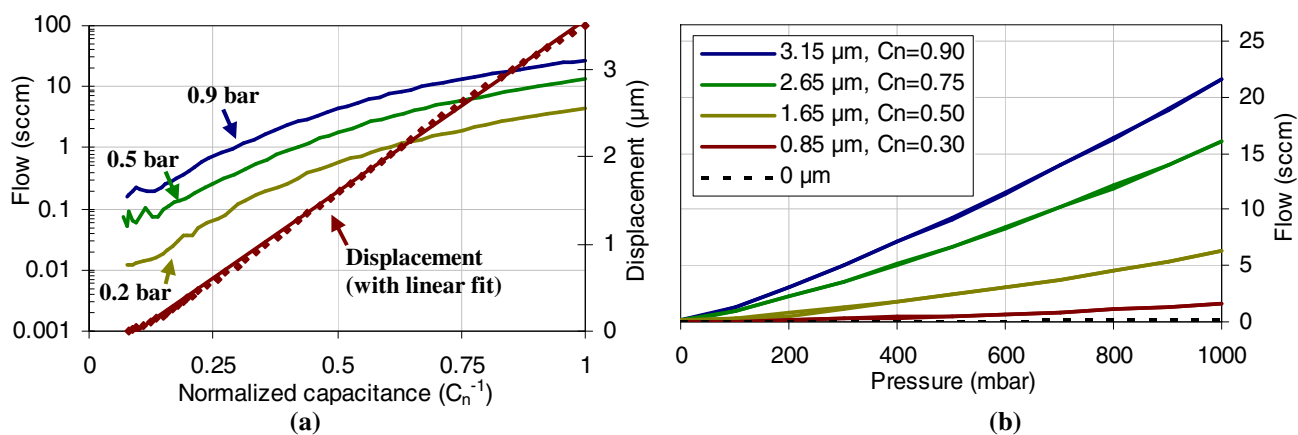 100
10
1
0.1
0.01
0.001
Flow (sccm)
0.9 bar
0.5 bar
0.2 bar
Displacement
(with linear fit)
3
2
1
0
Displacement (µm)
0 0.25 0.5 0.75 1
Normalized capacitance (Cn⁻¹)
(a)
3.15 µm, Cn=0.90
2.65 µm, Cn=0.75
1.65 µm, Cn=0.50
0.85 µm, Cn=0.30
0 µm
25
20
15
10
5
0
Flow (sccm)
0 200 400 600 800 1000
Pressure (mbar)
(b)